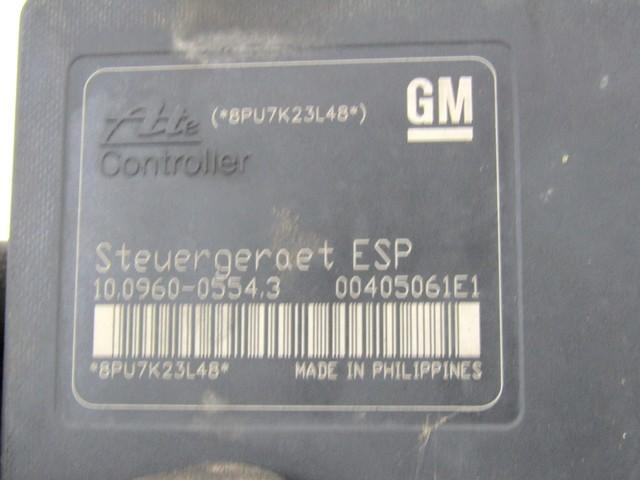 Ate (*8PU7K23L48*) GM
Controller
Steuergeraet ESP
10.0960-0554.3 00405061E1
*8PU7K23L48* MADE IN PHILIPPINES